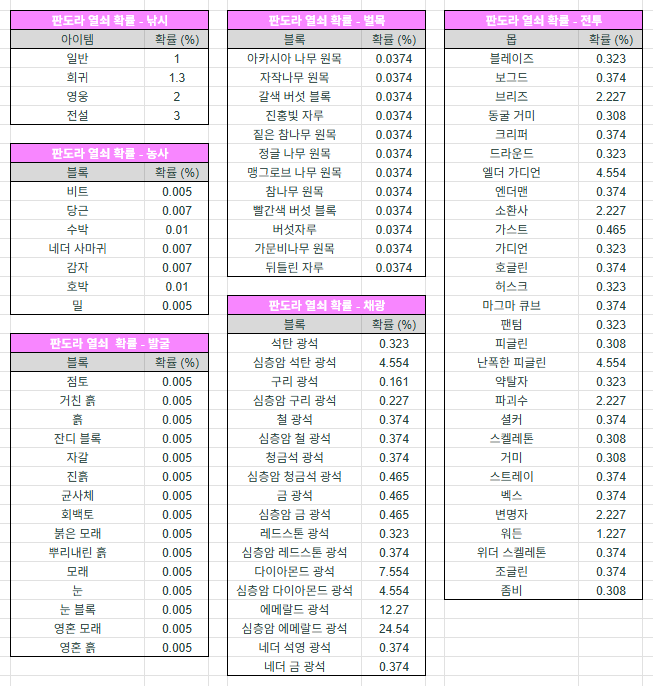 판도라 열쇠 확률 - 낚시
아이템 확률 (%)
일반 1
희귀 1.3
영웅 2
전설 3
판도라 열쇠 확률 - 농사
블록 확률 (%)
비트 0.005
당근 0.007
수박 0.01
네더 사마귀 0.007
감자 0.007
호박 0.01
밀 0.005
판도라 열쇠 확률 - 발굴
블록 확률 (%)
점토 0.005
거친 흙 0.005
흙 0.005
잔디 블록 0.005
자갈 0.005
진흙 0.005
균사체 0.005
회백토 0.005
붉은 모래 0.005
뿌리내린 흙 0.005
모래 0.005
눈 0.005
눈 블록 0.005
영혼 모래 0.005
영혼 흙 0.005
판도라 열쇠 확률 - 벌목
블록 확률 (%)
아카시아 나무 원목 0.0374
자작나무 원목 0.0374
갈색 버섯 블록 0.0374
진홍빛 자루 0.0374
짙은 참나무 원목 0.0374
정글 나무 원목 0.0374
맹그로브 나무 원목 0.0374
참나무 원목 0.0374
빨간색 버섯 블록 0.0374
버섯자루 0.0374
가문비나무 원목 0.0374
뒤틀린 자루 0.0374
판도라 열쇠 확률 - 채광
블록 확률 (%)
석탄 광석 0.323
심층암 석탄 광석 4.554
구리 광석 0.161
심층암 구리 광석 0.227
철 광석 0.374
심층암 철 광석 0.374
청금석 광석 0.374
심층암 청금석 광석 0.465
금 광석 0.465
심층암 금 광석 0.465
레드스톤 광석 0.323
심층암 레드스톤 광석 0.374
다이아몬드 광석 7.554
심층암 다이아몬드 광석 4.554
에메랄드 광석 12.27
심층암 에메랄드 광석 24.54
네더 석영 광석 0.374
네더 금 광석 0.374
판도라 열쇠 확률 - 전투
몹 확률 (%)
블레이즈 0.323
보그드 0.374
브리즈 2.227
동굴 거미 0.308
크리퍼 0.374
드라운드 0.323
엘더 가디언 4.554
엔더맨 0.374
소환사 2.227
가스트 0.465
가디언 0.323
호글린 0.374
허스크 0.323
마그마 큐브 0.374
팬텀 0.323
피글린 0.308
난폭한 피글린 4.554
약탈자 0.323
파괴수 2.227
셜커 0.374
스켈레톤 0.308
거미 0.308
스트레이 0.374
벡스 0.374
변명자 2.227
워든 1.227
위더 스켈레톤 0.374
조글린 0.374
좀비 0.308